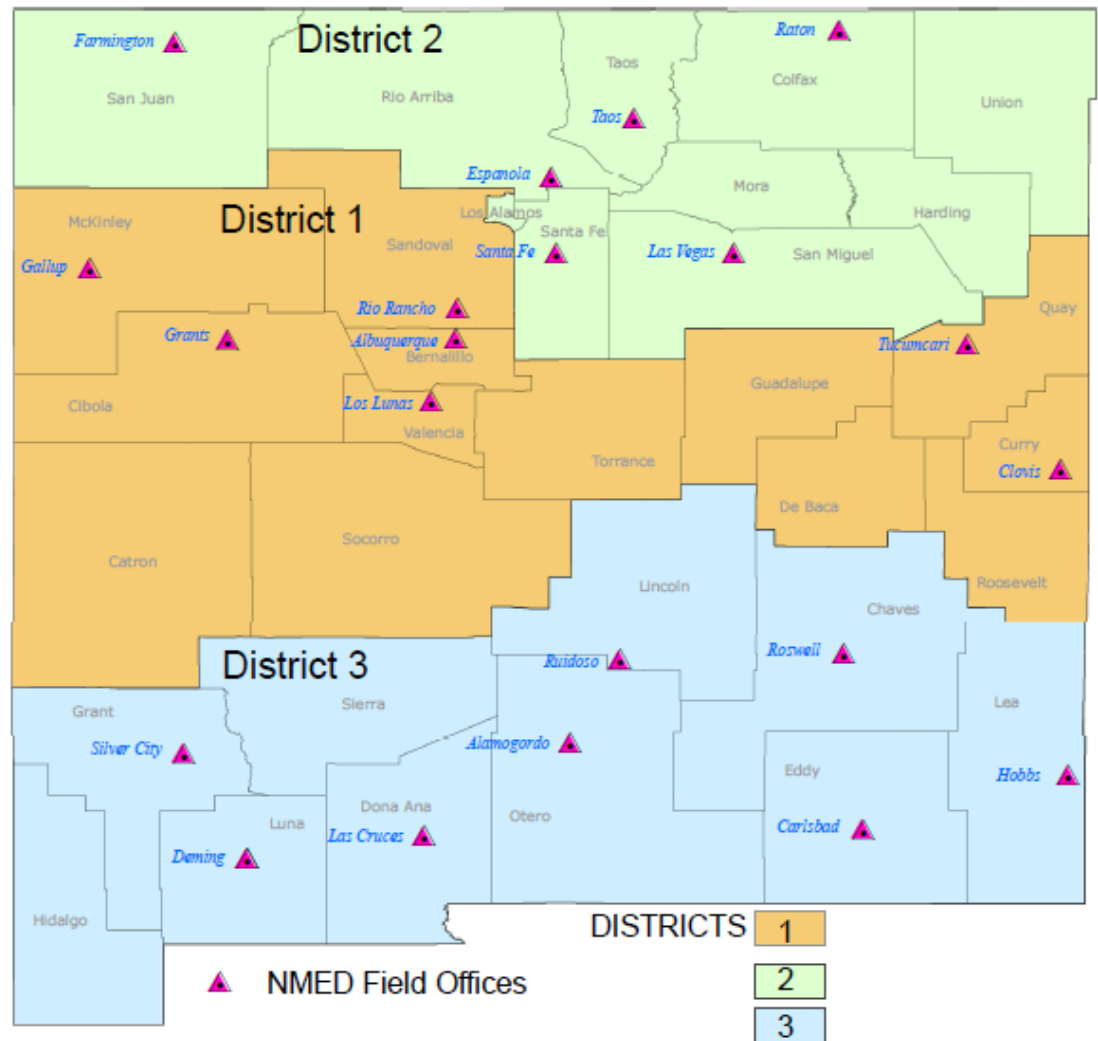 District 2
Farmington
Raton
Taos
Colfax
San Juan
Rio Arriba
Union
Taos
Espanola
Mora
McKinley
District 1
Los Alamos
Harding
Santa Fe
Sandoval
Santa Fe
Las Vegas
San Miguel
Gallup
Rio Rancho
Quay
Grants
Albuquerque
Tucumcari
Bernalillo
Guadalupe
Cibola
Los Lunas
Valencia
Curry
Torrance
Clovis
De Baca
Socorro
Catron
Lincoln
Roosevelt
Chaves
District 3
Ruidoso
Roswell
Grant
Sierra
Lea
Silver City
Alamogordo
Eddy
Hobbs
Dona Ana
Otero
Luna
Las Cruces
Carlsbad
Deming
Hidalgo
DISTRICTS
1
NMED Field Offices
2
3